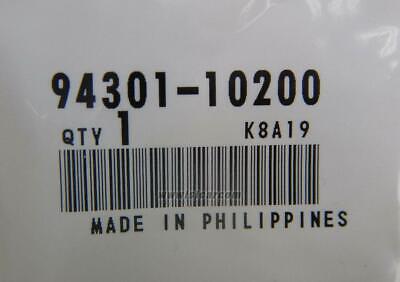 94301-10200
QTY 1 K8A19
MADE IN PHILIPPINES